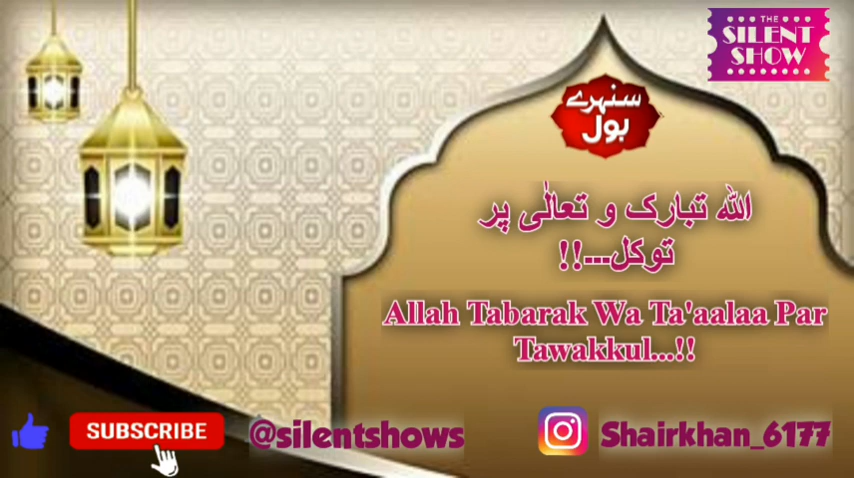 THE
SILENT
SHOW
سنہرے
بول
اللہ تبارک و تعالٰی پر
توکل...!!
Allah Tabarak Wa Ta'aalaa Par
Tawakkul...!!
SUBSCRIBE
@silentshows
Shairkhan_6177